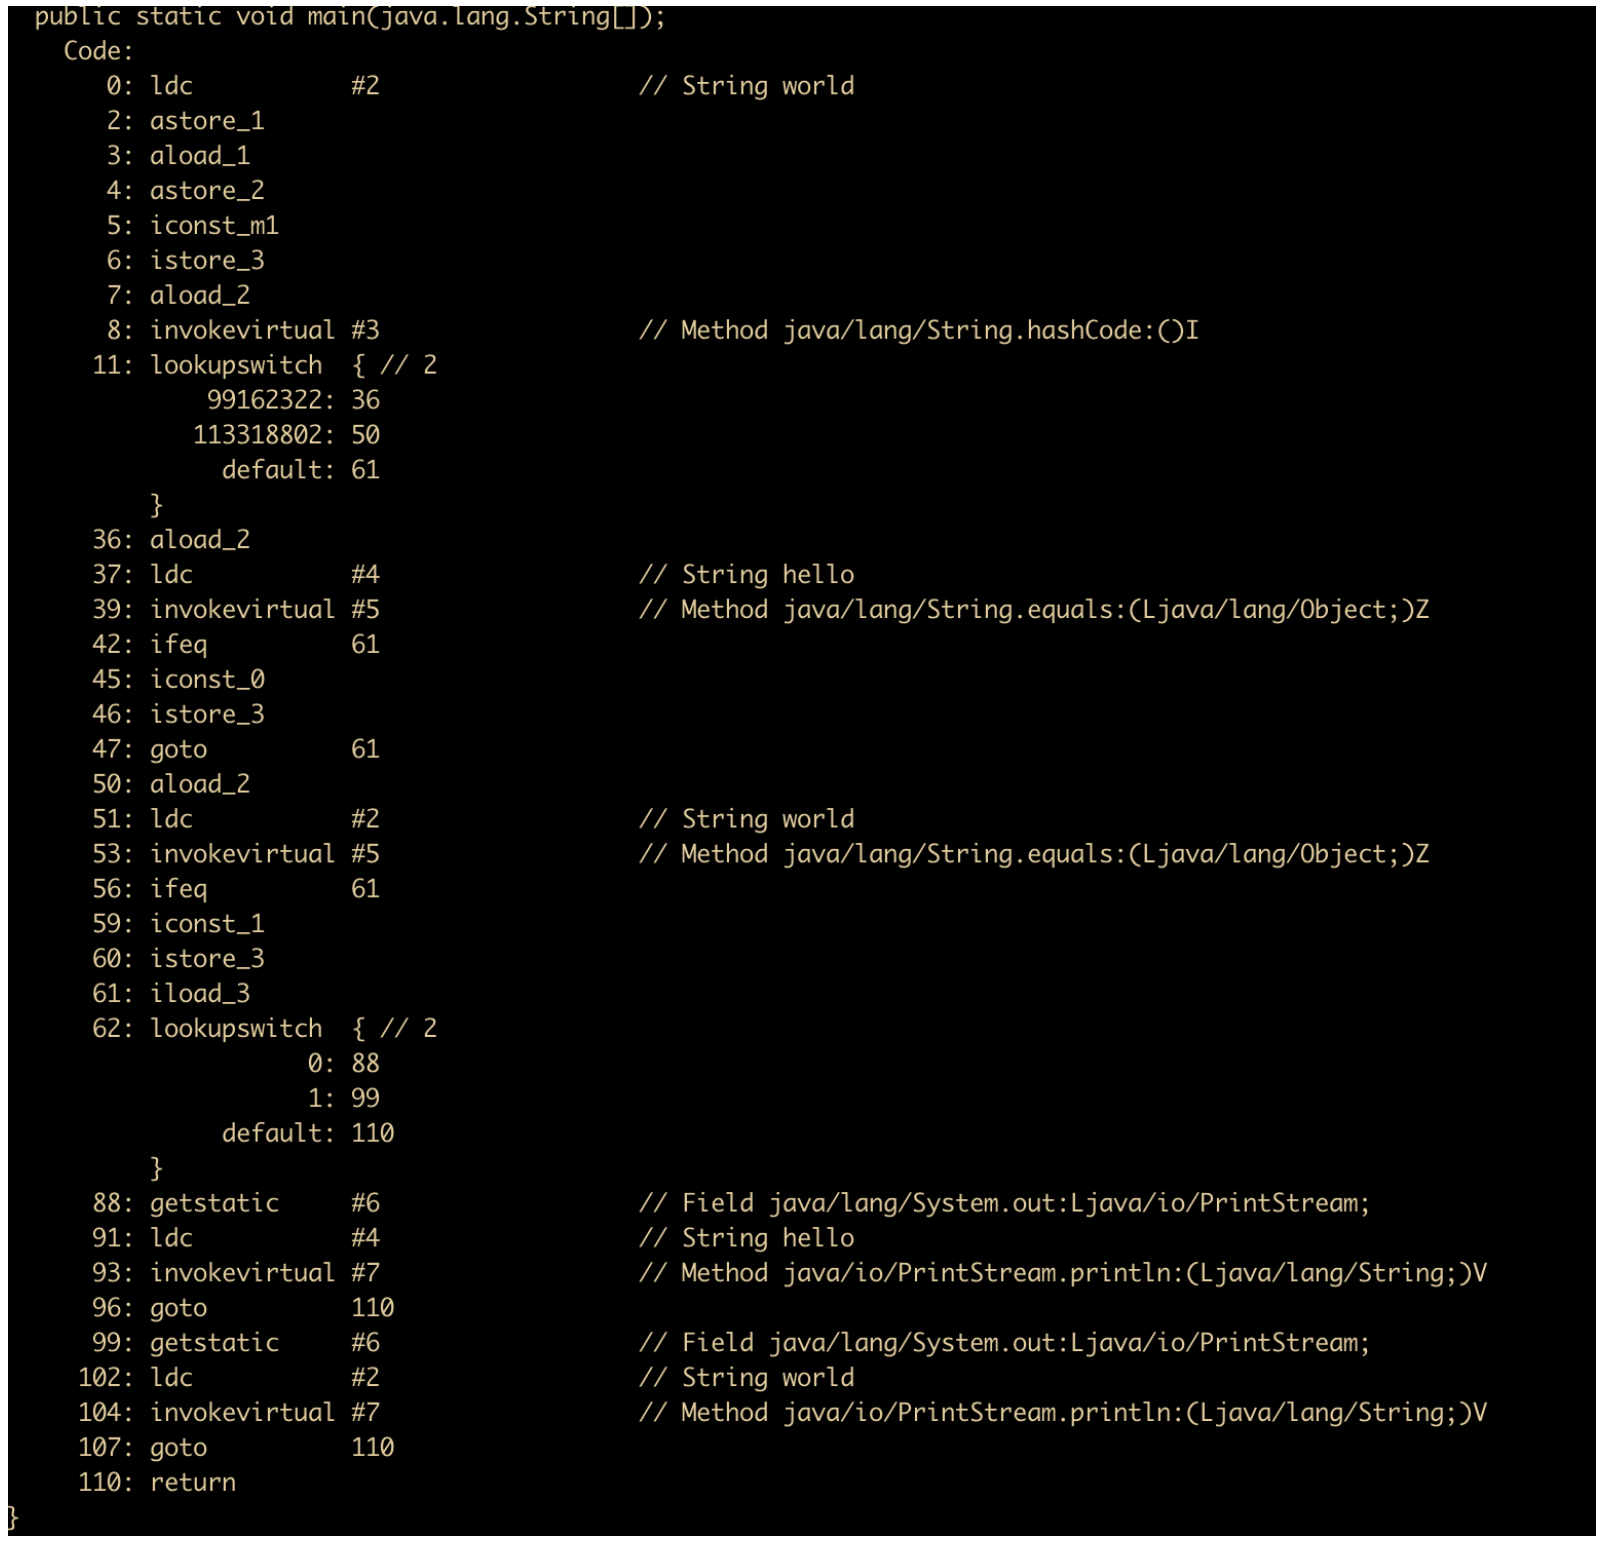 public static void main(java.lang.String[]);
Code:
0: ldc #2 // String world
2: astore_1
3: aload_1
4: astore_2
5: iconst_m1
6: istore_3
7: aload_2
8: invokevirtual #3 // Method java/lang/String.hashCode:()I
11: lookupswitch { // 2
99162322: 36
113318802: 50
default: 61
}
36: aload_2
37: ldc #4 // String hello
39: invokevirtual #5 // Method java/lang/String.equals:(Ljava/lang/Object;)Z
42: ifeq 61
45: iconst_0
46: istore_3
47: goto 61
50: aload_2
51: ldc #2 // String world
53: invokevirtual #5 // Method java/lang/String.equals:(Ljava/lang/Object;)Z
56: ifeq 61
59: iconst_1
60: istore_3
61: iload_3
62: lookupswitch { // 2
0: 88
1: 99
default: 110
}
88: getstatic #6 // Field java/lang/System.out:Ljava/io/PrintStream;
91: ldc #4 // String hello
93: invokevirtual #7 // Method java/io/PrintStream.println:(Ljava/lang/String;)V
96: goto 110
99: getstatic #6 // Field java/lang/System.out:Ljava/io/PrintStream;
102: ldc #2 // String world
104: invokevirtual #7 // Method java/io/PrintStream.println:(Ljava/lang/String;)V
107: goto 110
110: return
}